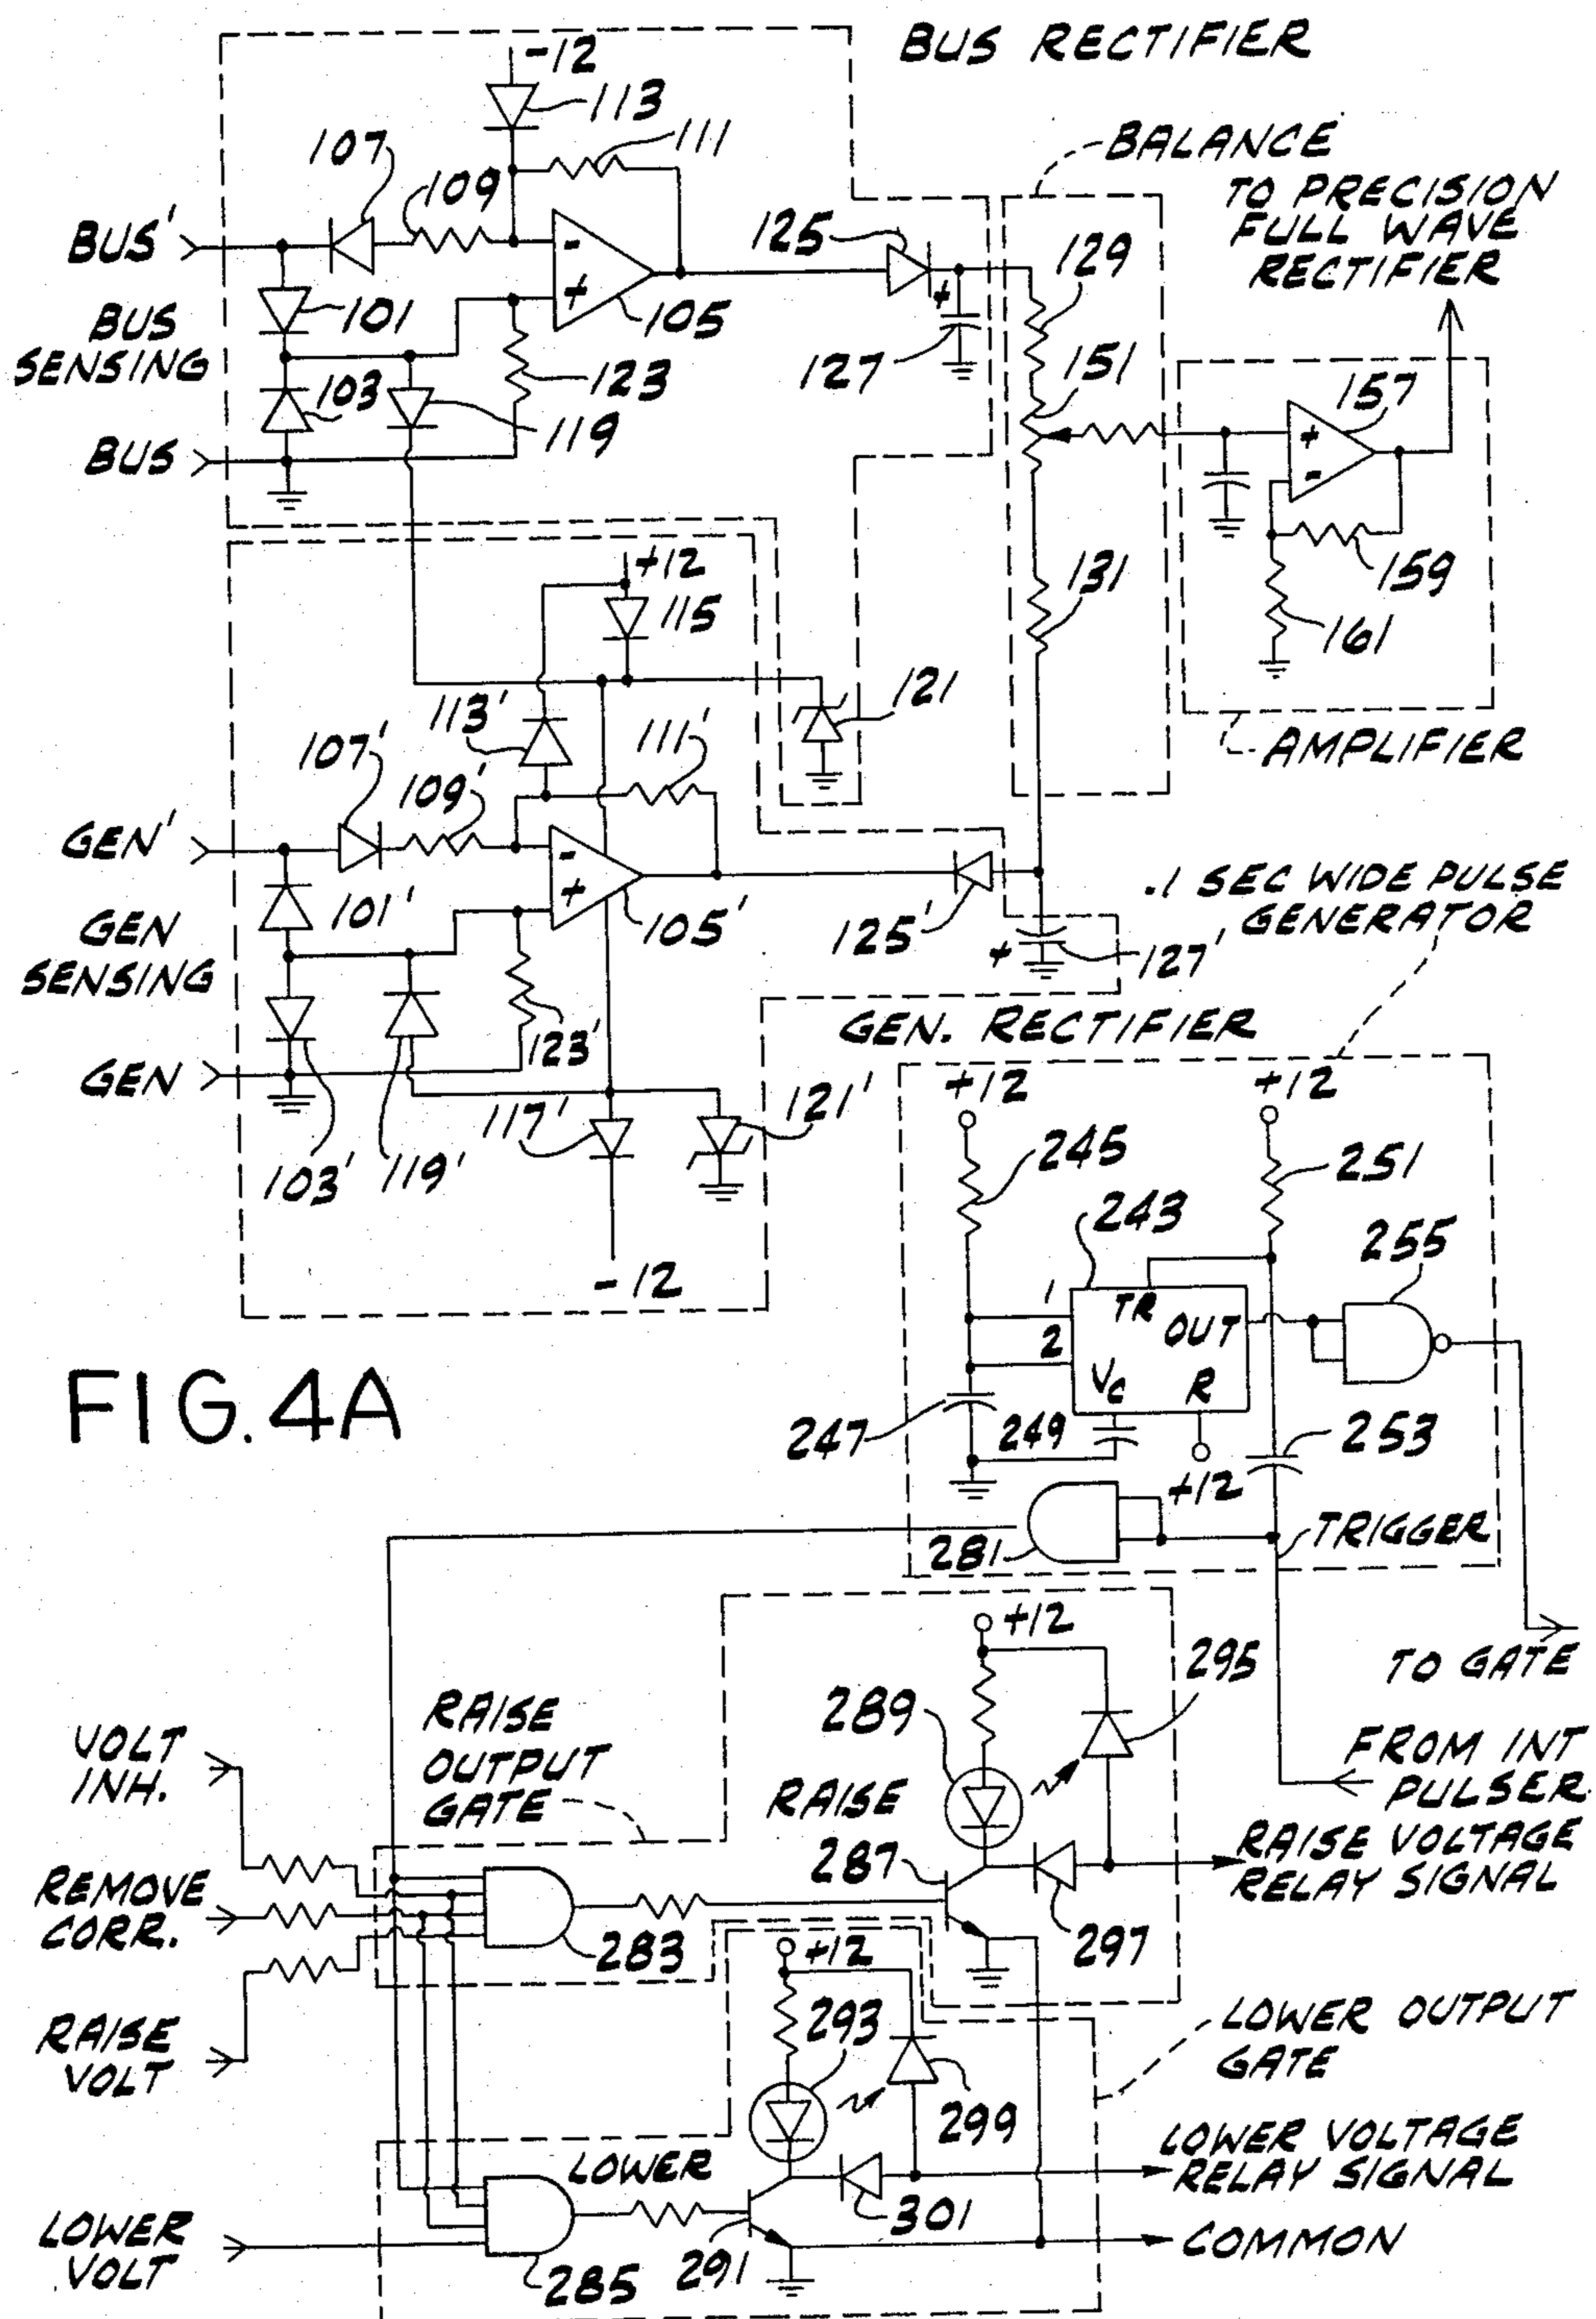 BUS RECTIFIER
-12
113
111
107
109
BALANCE
TO PRECISION
FULL WAVE
RECTIFIER
BUS'
-
+
125
129
101
105
+
BUS
SENSING
127
151
157
103
123
119
+
-
BUS
+12
115
131
159
161
113'
121
111'
107'
109'
AMPLIFIER
GEN'
-
+
101'
105'
125'
.1 SEC WIDE PULSE
GENERATOR
GEN
SENSING
+
127'
123'
GEN. RECTIFIER
GEN
117'
121'
+12
+12
103'
119'
245
251
243
255
-12
1
TR
OUT
2
VC
R
FIG. 4A
247
249
253
+12
281
TRIGGER
+12
295
TO GATE
RAISE
OUTPUT
GATE
289
VOLT
INH.
RAISE
FROM INT
PULSER
287
RAISE VOLTAGE
RELAY SIGNAL
REMOVE
CORR.
283
297
+12
RAISE
VOLT
293
LOWER OUTPUT
GATE
299
LOWER
LOWER VOLTAGE
RELAY SIGNAL
301
LOWER
VOLT
291
COMMON
285